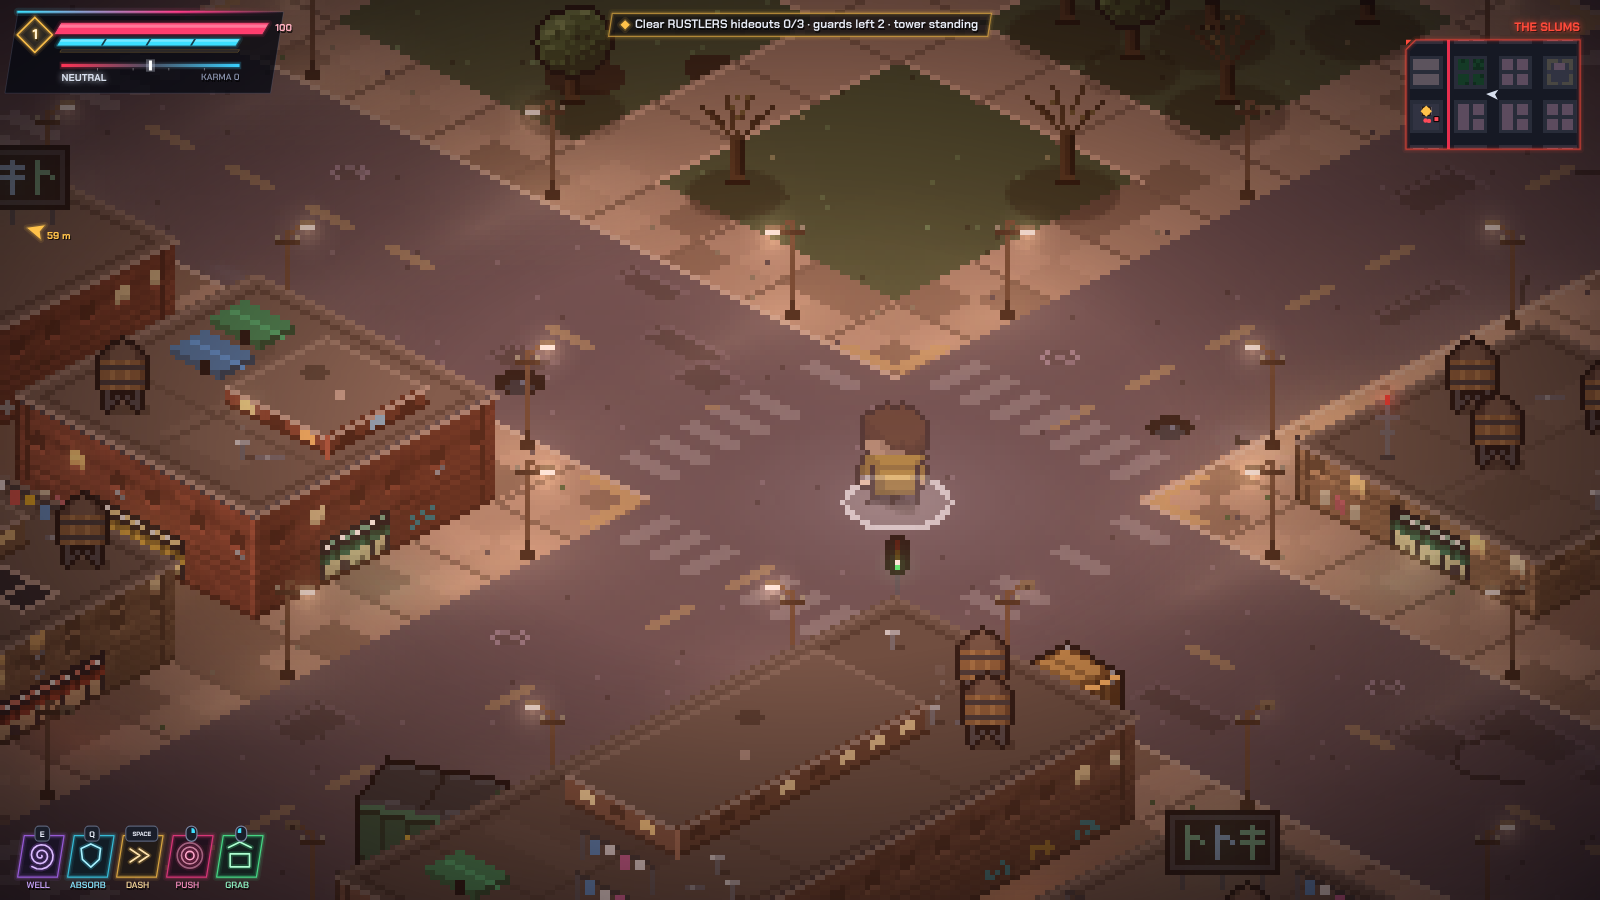 1
100
NEUTRAL
KARMA 0
Clear RUSTLERS hideouts 0/3 · guards left 2 · tower standing
THE SLUMS
59 m
E
Q
SPACE
WELL
ABSORB
DASH
PUSH
GRAB